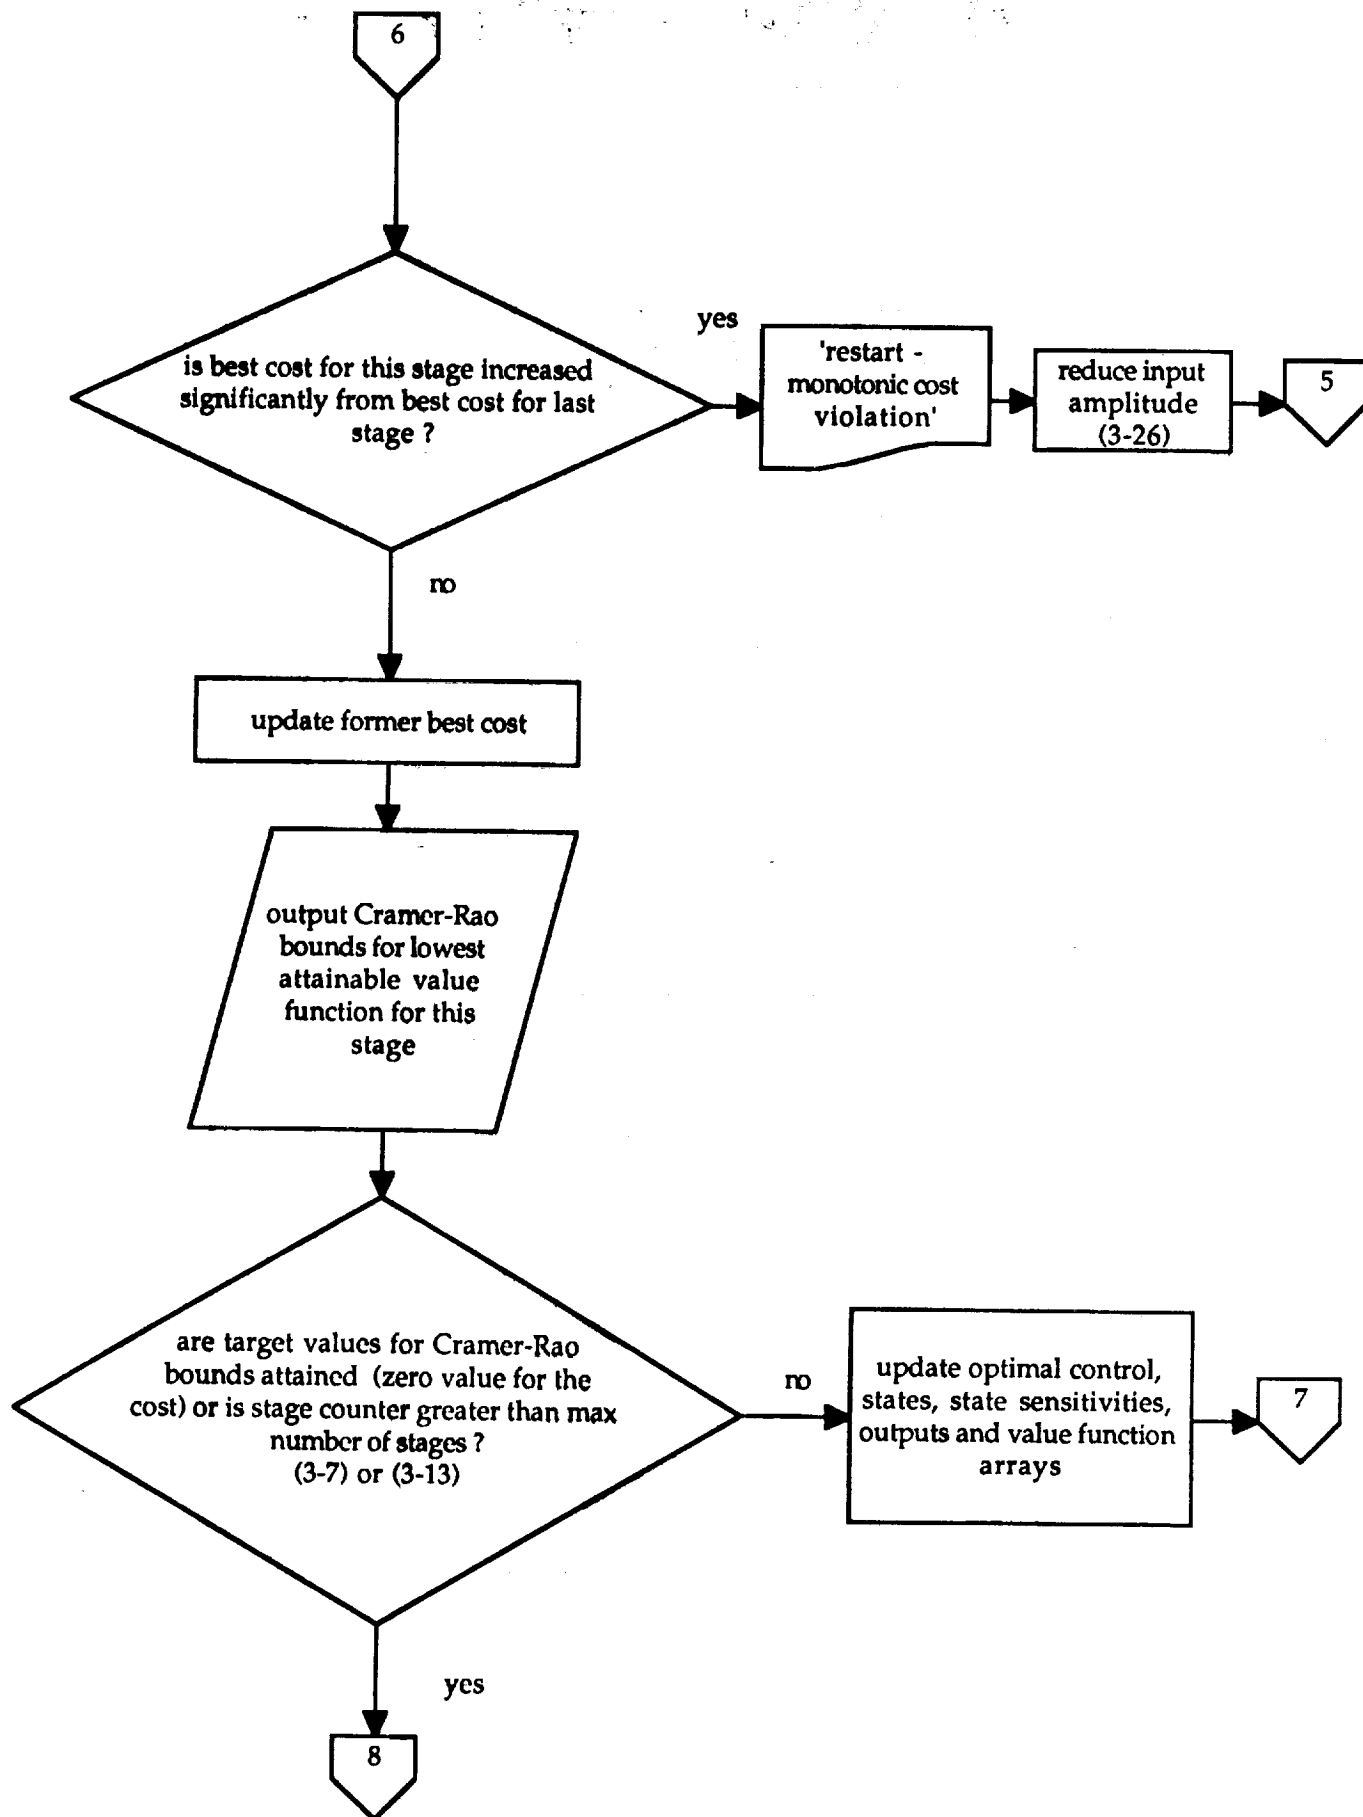 6
is best cost for this stage increased
significantly from best cost for last
stage ?
yes
'restart -
monotonic cost
violation'
reduce input
amplitude
(3-26)
5
no
update former best cost
output Cramer-Rao
bounds for lowest
attainable value
function for this
stage
are target values for Cramer-Rao
bounds attained (zero value for the
cost) or is stage counter greater than max
number of stages ?
(3-7) or (3-13)
no
update optimal control,
states, state sensitivities,
outputs and value function
arrays
7
yes
8